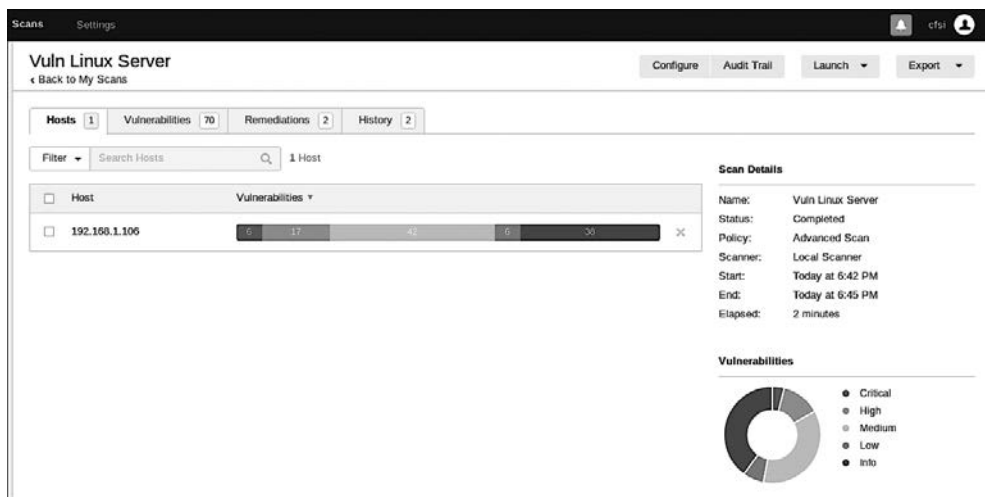 Scans Settings cfsi
Vuln Linux Server
‹ Back to My Scans
Configure Audit Trail Launch Export
Hosts 1 Vulnerabilities 70 Remediations 2 History 2
Filter Search Hosts 1 Host
Host Vulnerabilities
192.168.1.106 6 17 42 6
Scan Details
Name: Vuln Linux Server
Status: Completed
Policy: Advanced Scan
Scanner: Local Scanner
Start: Today at 6:42 PM
End: Today at 6:45 PM
Elapsed: 2 minutes
Vulnerabilities
Critical
High
Medium
Low
Info